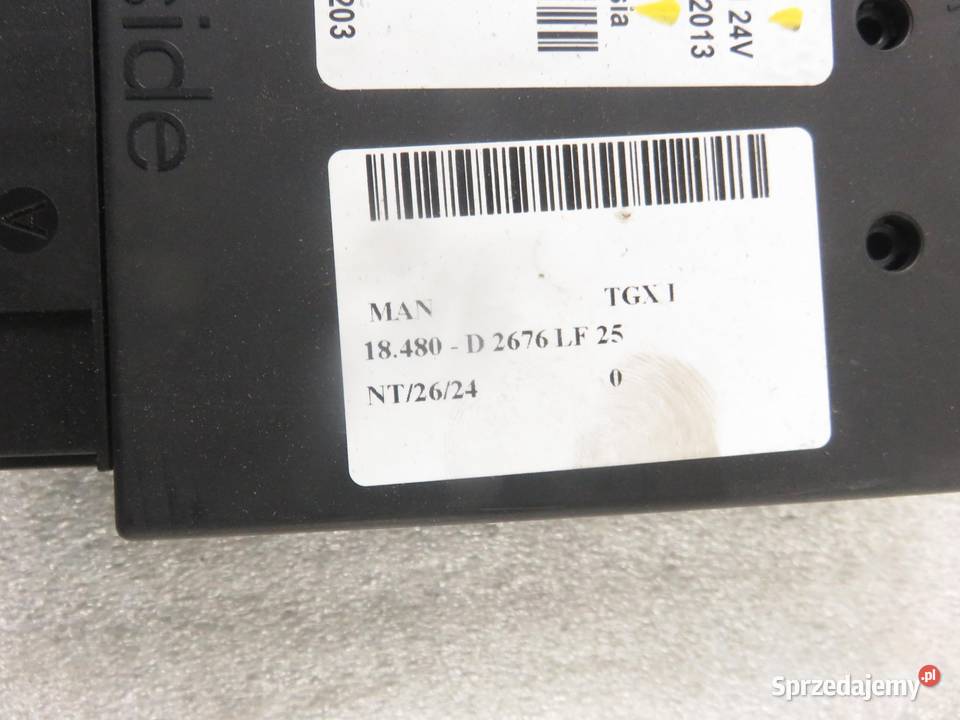 side
203
sia
2013
24V
MAN TGX I
18.480 - D 2676 LF 25
NT/26/24 0
A
Sprzedajemy.pl